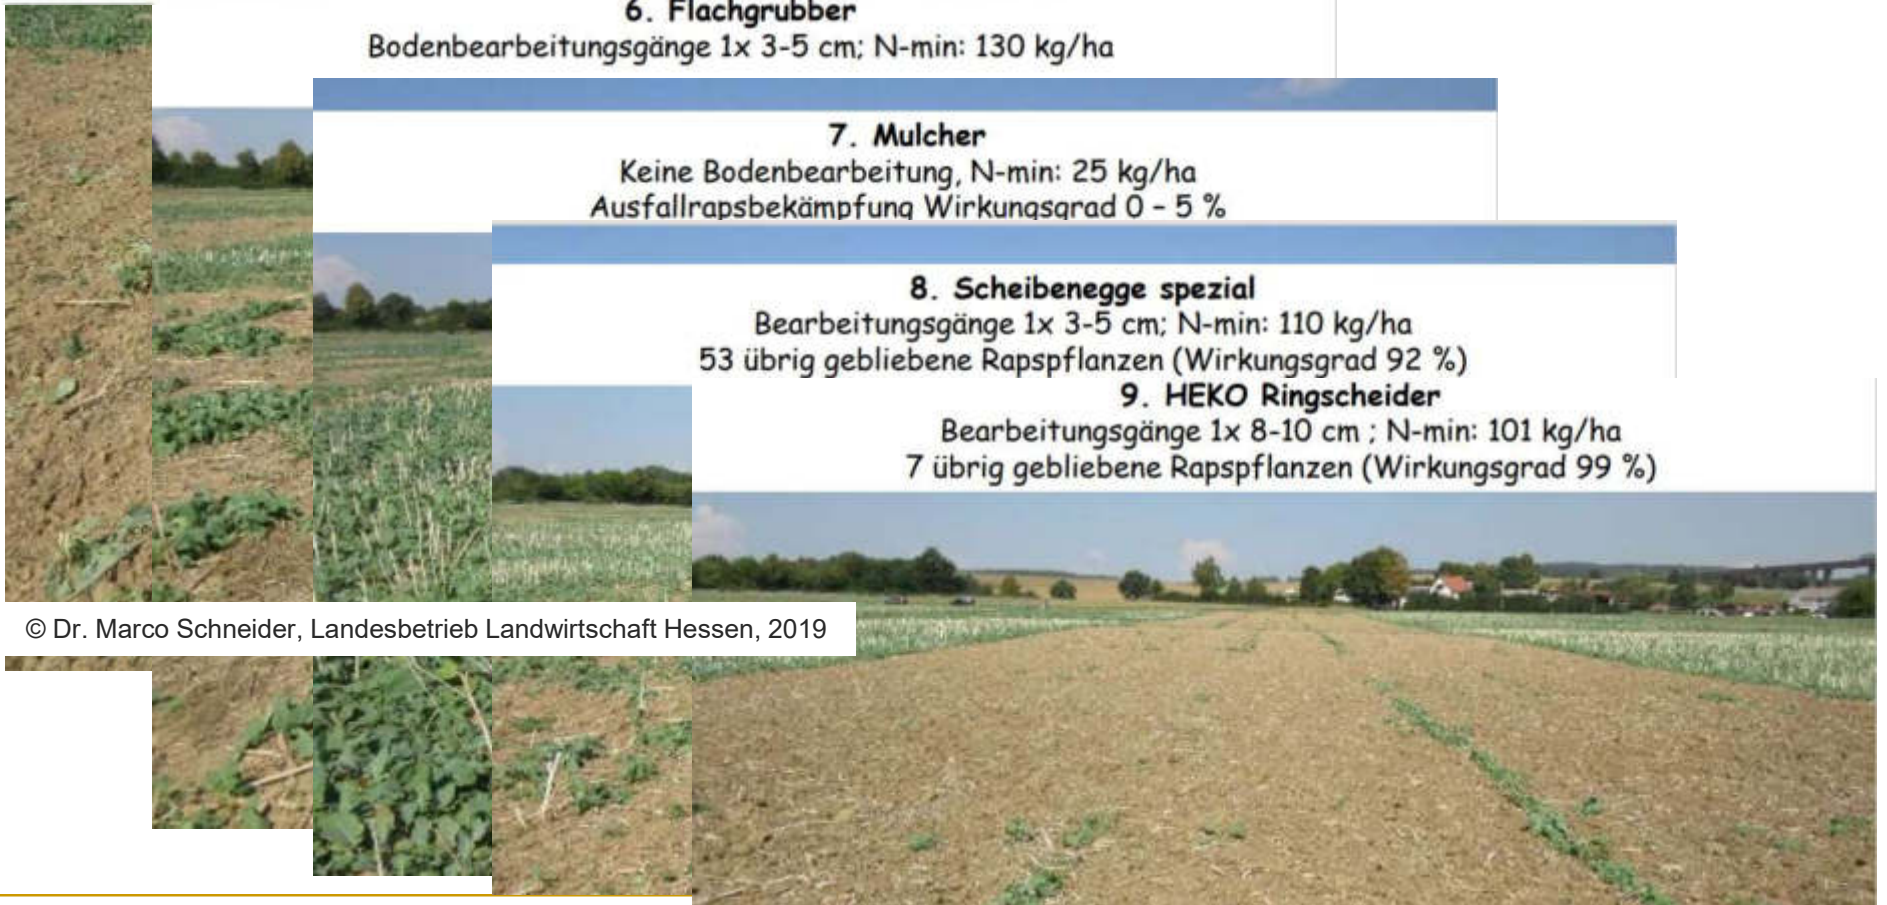 6. Flachgrubber
Bodenbearbeitungsgänge 1x 3-5 cm; N-min: 130 kg/ha
7. Mulcher
Keine Bodenbearbeitung, N-min: 25 kg/ha
Ausfallrapsbekämpfung Wirkungsgrad 0 - 5 %
8. Scheibenegge spezial
Bearbeitungsgänge 1x 3-5 cm; N-min: 110 kg/ha
53 übrig gebliebene Rapspflanzen (Wirkungsgrad 92 %)
9. HEKO Ringscheider
Bearbeitungsgänge 1x 8-10 cm ; N-min: 101 kg/ha
7 übrig gebliebene Rapspflanzen (Wirkungsgrad 99 %)
© Dr. Marco Schneider, Landesbetrieb Landwirtschaft Hessen, 2019